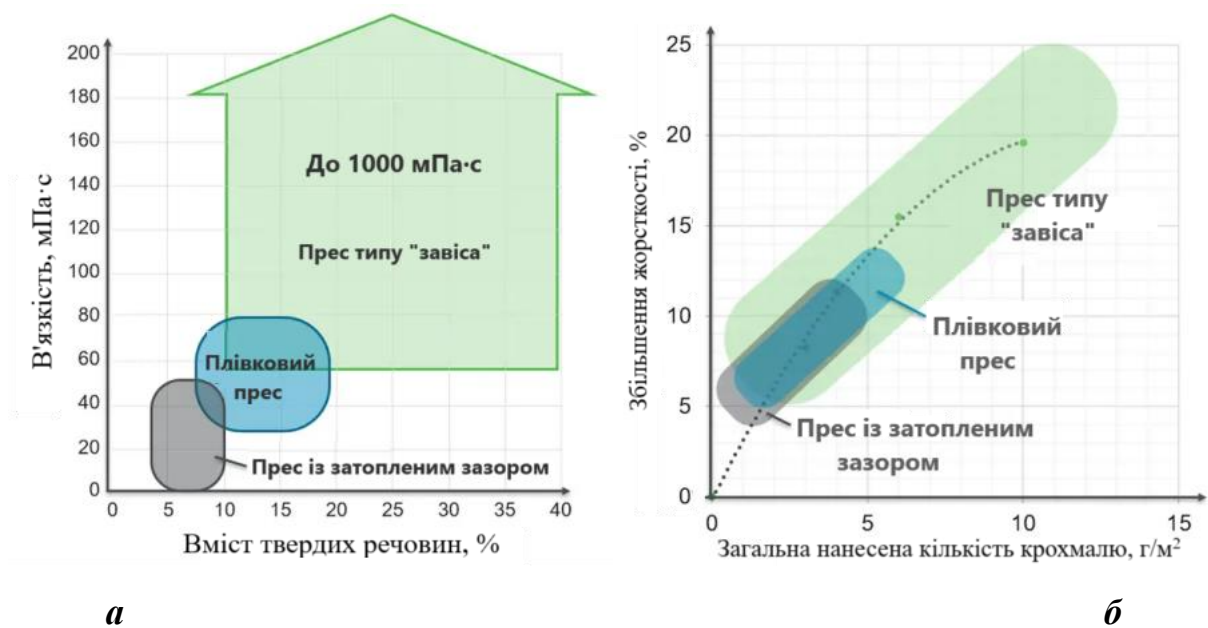 В'язкість, мПа·с
200
180
160
140
120
100
80
60
40
20
0
До 1000 мПа·с
Прес типу "завіса"
Плівковий
прес
Прес із затопленим зазором
0 5 10 15 20 25 30 35 40
Вміст твердих речовин, %
а
Збільшення жорсткості, %
25
20
15
10
5
0
Прес типу
"завіса"
Плівковий
прес
Прес із затопленим
зазором
0 5 10 15
Загальна нанесена кількість крохмалю, г/м²
б